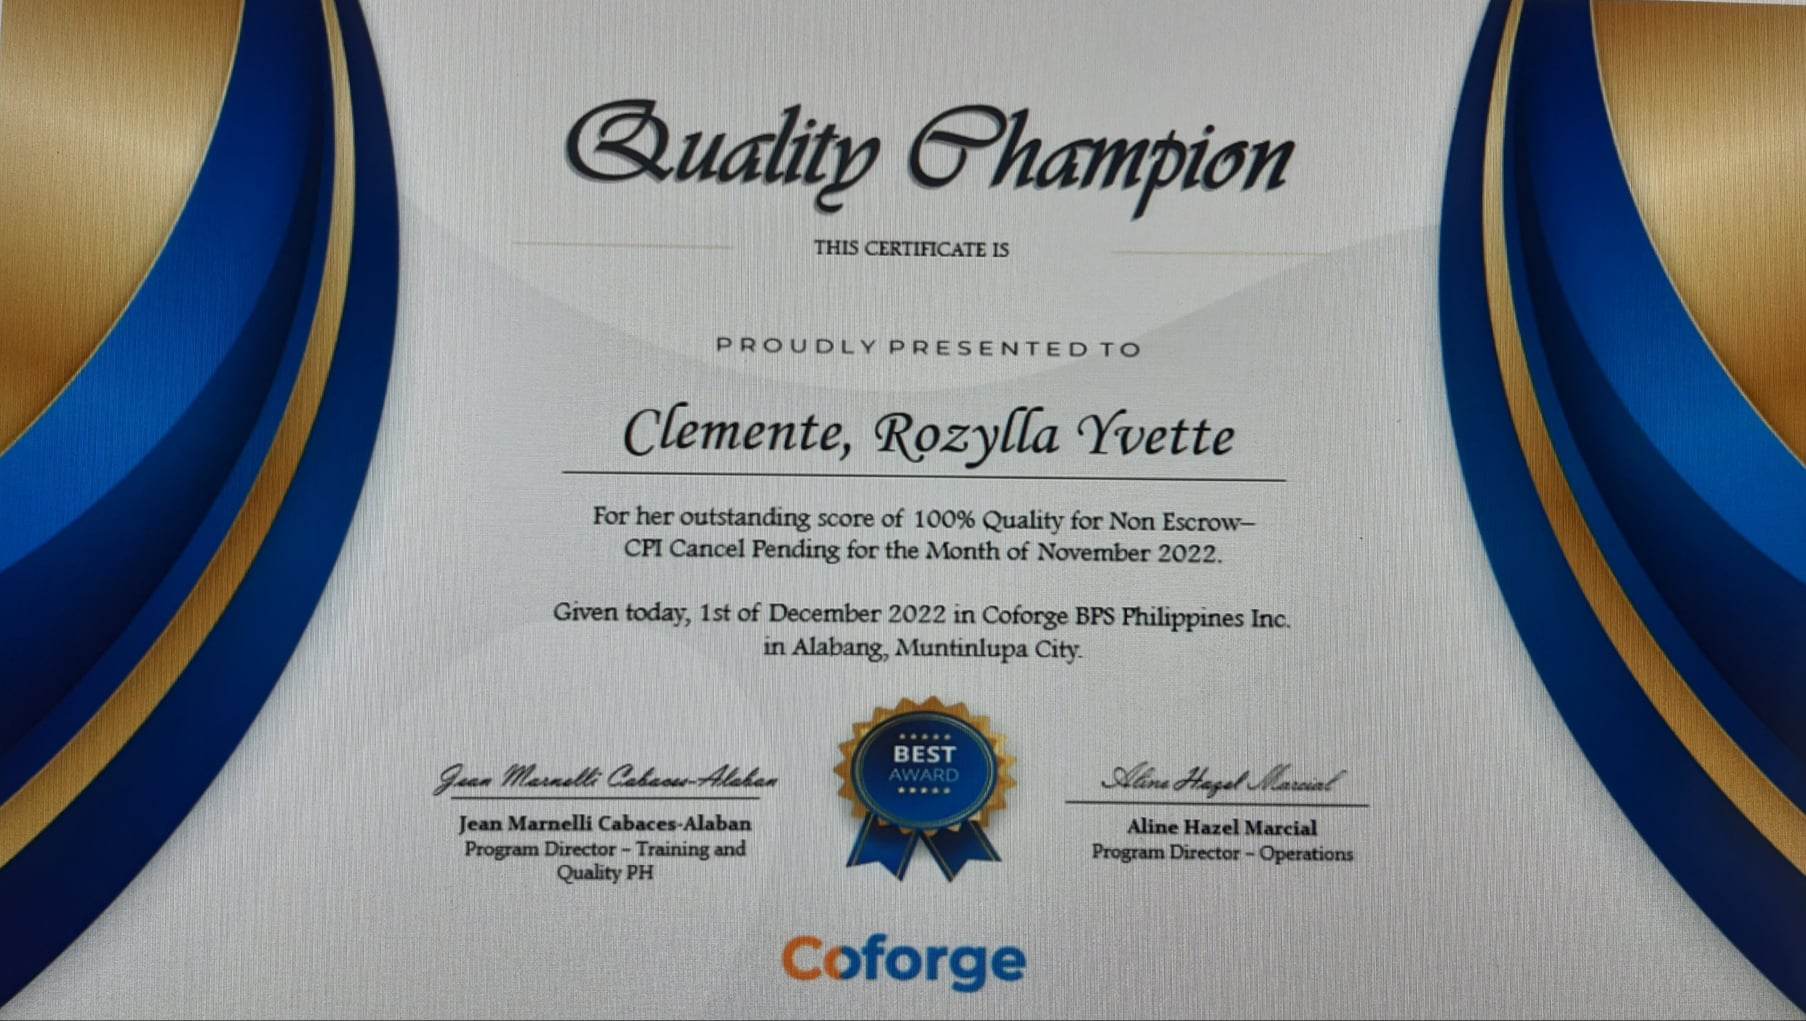 Quality Champion
THIS CERTIFICATE IS
PROUDLY PRESENTED TO
Clemente, Rozylla Yvette
For her outstanding score of 100% Quality for Non Escrow–
CPI Cancel Pending for the Month of November 2022.
Given today, 1st of December 2022 in Coforge BPS Philippines Inc.
in Alabang, Muntinlupa City.
BEST
AWARD
Jean Marnelli Cabaces-Alaban
Jean Marnelli Cabaces-Alaban
Program Director – Training and
Quality PH
Aline Hazel Marcial
Aline Hazel Marcial
Program Director – Operations
Coforge